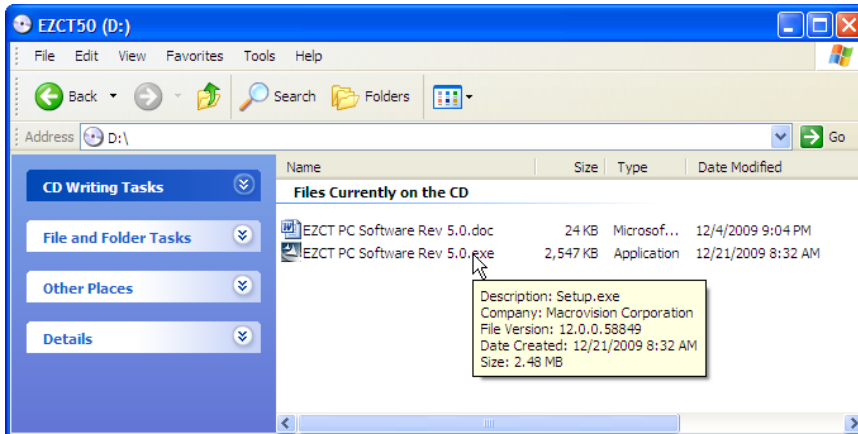 EZCT50 (D:)
File Edit View Favorites Tools Help
Back Search Folders
Address D:\ Go
Name Size Type Date Modified
CD Writing Tasks
Files Currently on the CD
File and Folder Tasks
EZCT PC Software Rev 5.0.doc 24 KB Microsof... 12/4/2009 9:04 PM
EZCT PC Software Rev 5.0.exe 2,547 KB Application 12/21/2009 8:32 AM
Other Places
Details
Description: Setup.exe
Company: Macrovision Corporation
File Version: 12.0.0.58849
Date Created: 12/21/2009 8:32 AM
Size: 2.48 MB